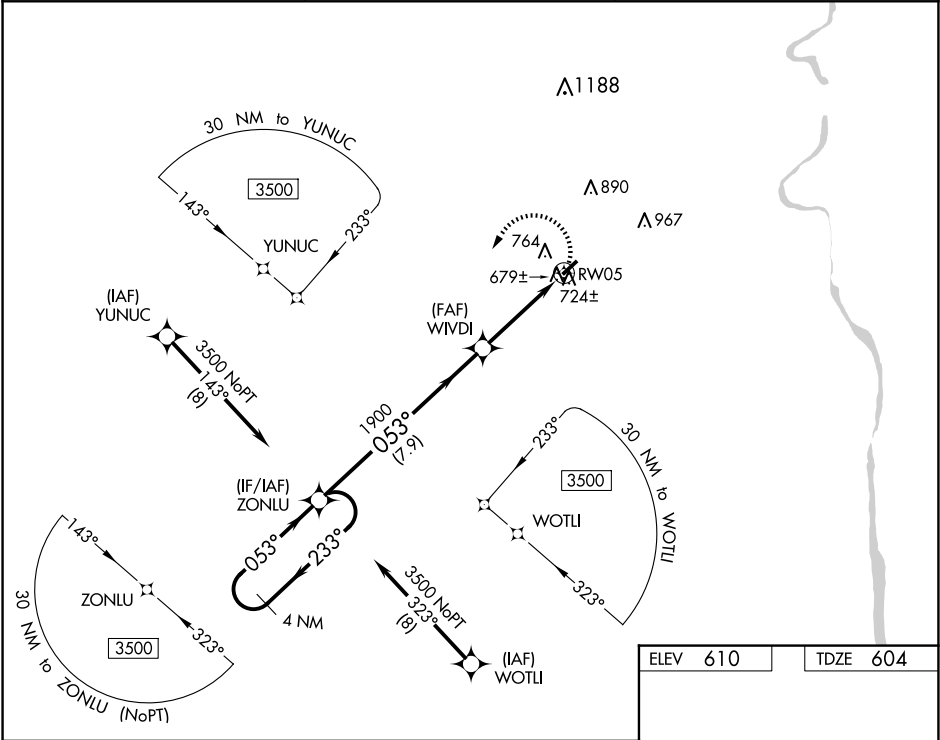 1188
30 NM to YUNUC
3500
143°
233°
YUNUC
890
967
764
679±
RW05
724±
(IAF)
YUNUC
3500 NoPT
143°
(8)
(FAF)
WIVDI
1900
053°
(7.9)
(IF/IAF)
ZONLU
053°
233°
4 NM
233°
30 NM to WOTLI
3500
WOTLI
323°
143°
ZONLU
323°
3500
30 NM to ZONLU (NoPT)
3500 NoPT
323°
(8)
(IAF)
WOTLI
ELEV 610
TDZE 604